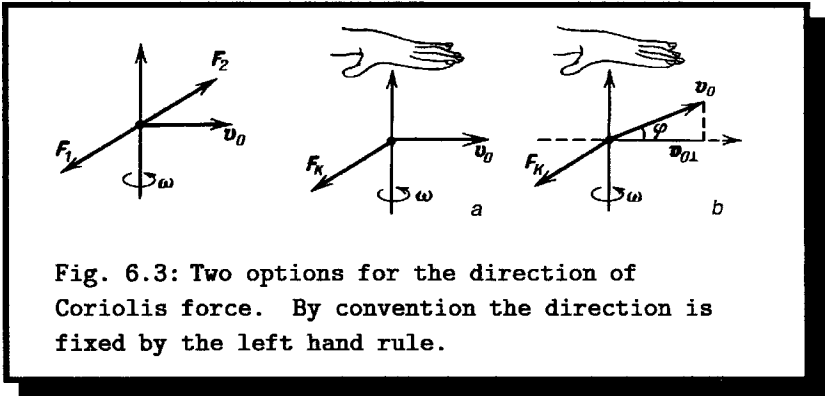 F₂
v₀
F₁
ω
v₀
Fₖ
ω
a
v₀
φ
v₀⊥
Fₖ
ω
b
Fig. 6.3: Two options for the direction of
Coriolis force. By convention the direction is
fixed by the left hand rule.